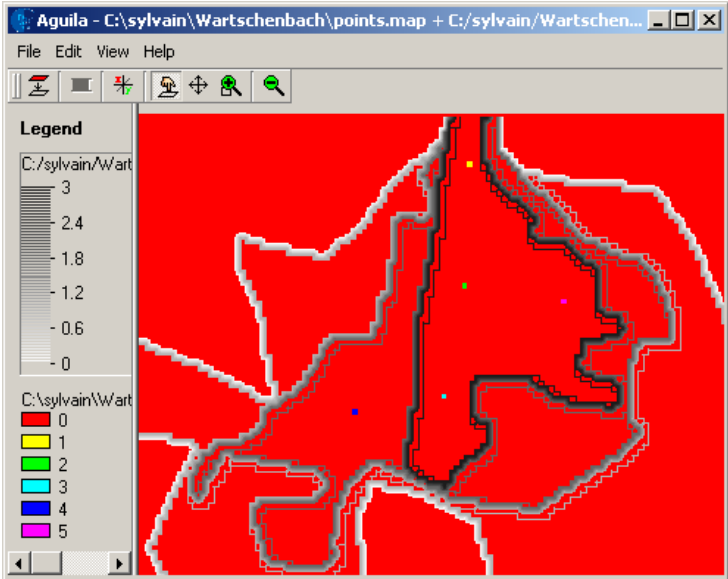 Aguila - C:\sylvain\Wartschenbach\points.map + C:/sylvain/Wartschen...
File Edit View Help
Legend
C:/sylvain/Wart
3
2.4
1.8
1.2
0.6
0
C:\sylvain\Wart
0
1
2
3
4
5